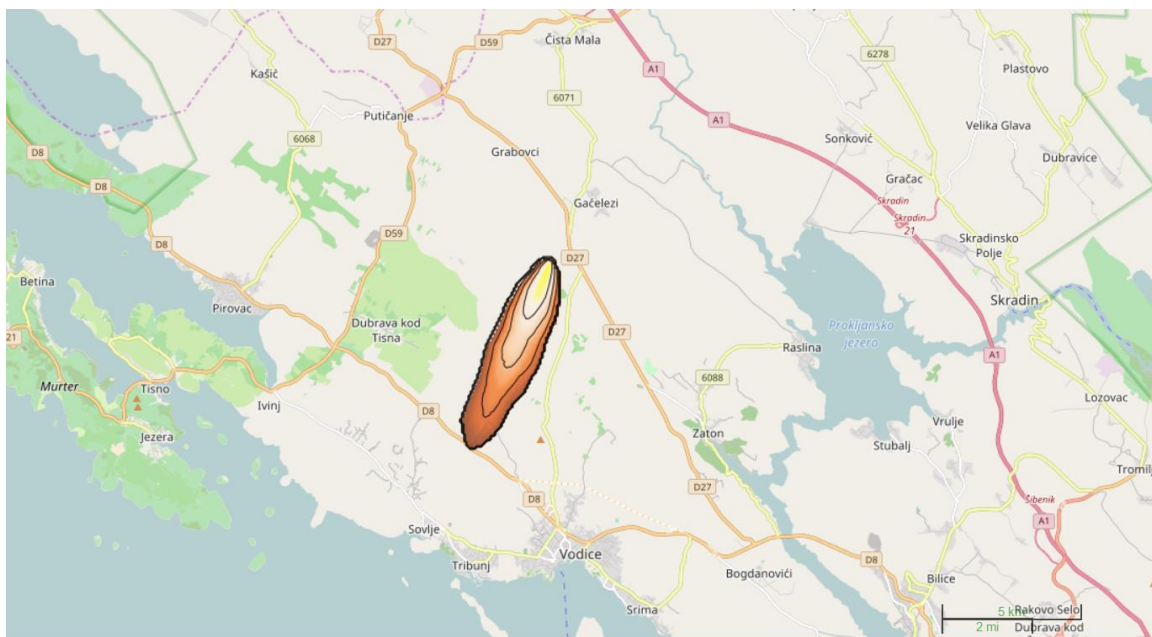 Čista Mala
D59
D27
6278
Plastovo
Kašić
A1
6071
Putičanje
A1
Velika Glava
6068
Sonković
Grabovci
D8
Dubravice
Gračac
D8
Skradin
Gaćelezi
Skradin
21
D59
D8
Skradinsko
Polje
D27
Betina
Pirovac
Skradin
Dubrava kod
Tisna
D27
Prokljansko
jezero
21
Raslina
A1
6088
Murter
Tisno
Ivinj
D8
Lozovac
Jezera
Zaton
Vrulje
Stubalj
Tromilj
D27
D8
Šibenik
A1
Sovlje
Vodice
Tribunj
D8
Bogdanovići
Bilice
Srima
5 km
Rakovo Selo
2 mi
Dubrava kod